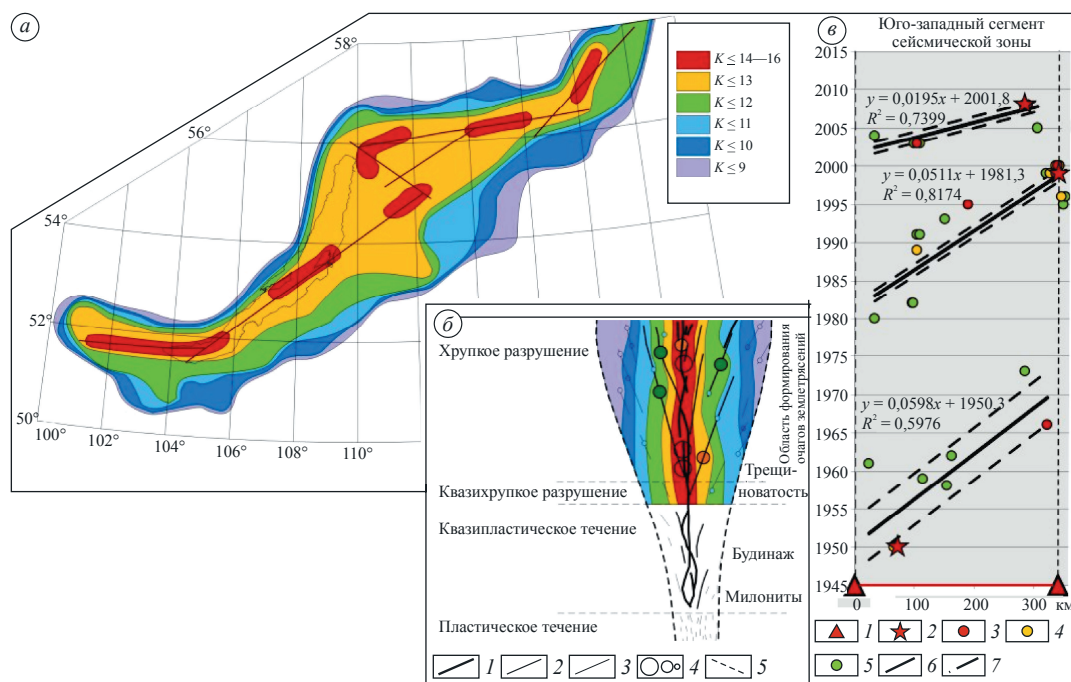 а
58°
56°
54°
52°
50°
100°
102°
104°
106°
108°
110°
K ≤ 14—16
K ≤ 13
K ≤ 12
K ≤ 11
K ≤ 10
K ≤ 9
б
Хрупкое разрушение
Квазихрупкое разрушение
Квазипластическое течение
Пластическое течение
Область формирования
очагов землетрясений
Трещи-
новатость
Будинаж
Милониты
1
2
3
4
5
в
Юго-западный сегмент
сейсмической зоны
2015
2010
2005
2000
1995
1990
1985
1980
1975
1970
1965
1960
1955
1950
1945
y = 0,0195x + 2001,8
R² = 0,7399
y = 0,0511x + 1981,3
R² = 0,8174
y = 0,0598x + 1950,3
R² = 0,5976
0
100
200
300
км
1
2
3
4
5
6
7